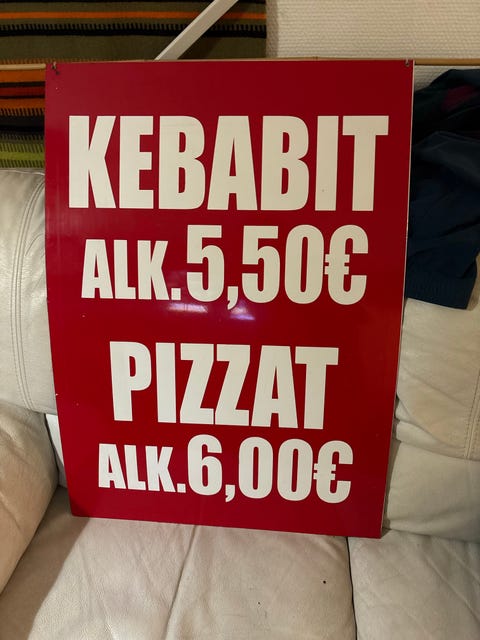 KEBABIT
ALK. 5,50€
PIZZAT
ALK. 6,00€